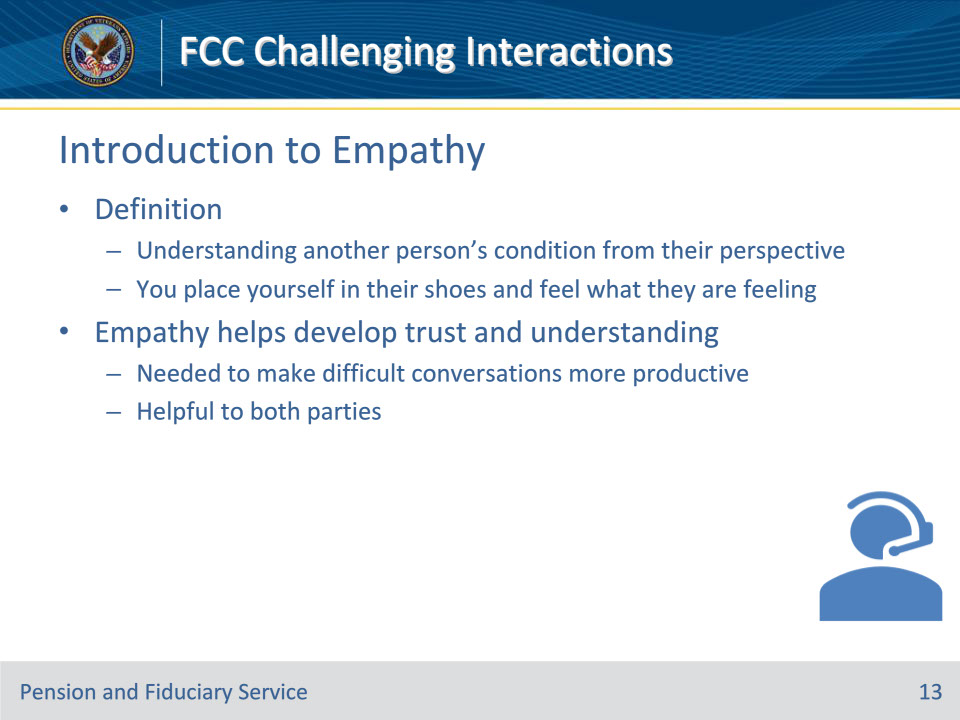 DEPARTMENT OF VETERANS AFFAIRS
UNITED STATES OF AMERICA
FCC Challenging Interactions
Introduction to Empathy
• Definition
– Understanding another person’s condition from their perspective
– You place yourself in their shoes and feel what they are feeling
• Empathy helps develop trust and understanding
– Needed to make difficult conversations more productive
– Helpful to both parties
Pension and Fiduciary Service
13